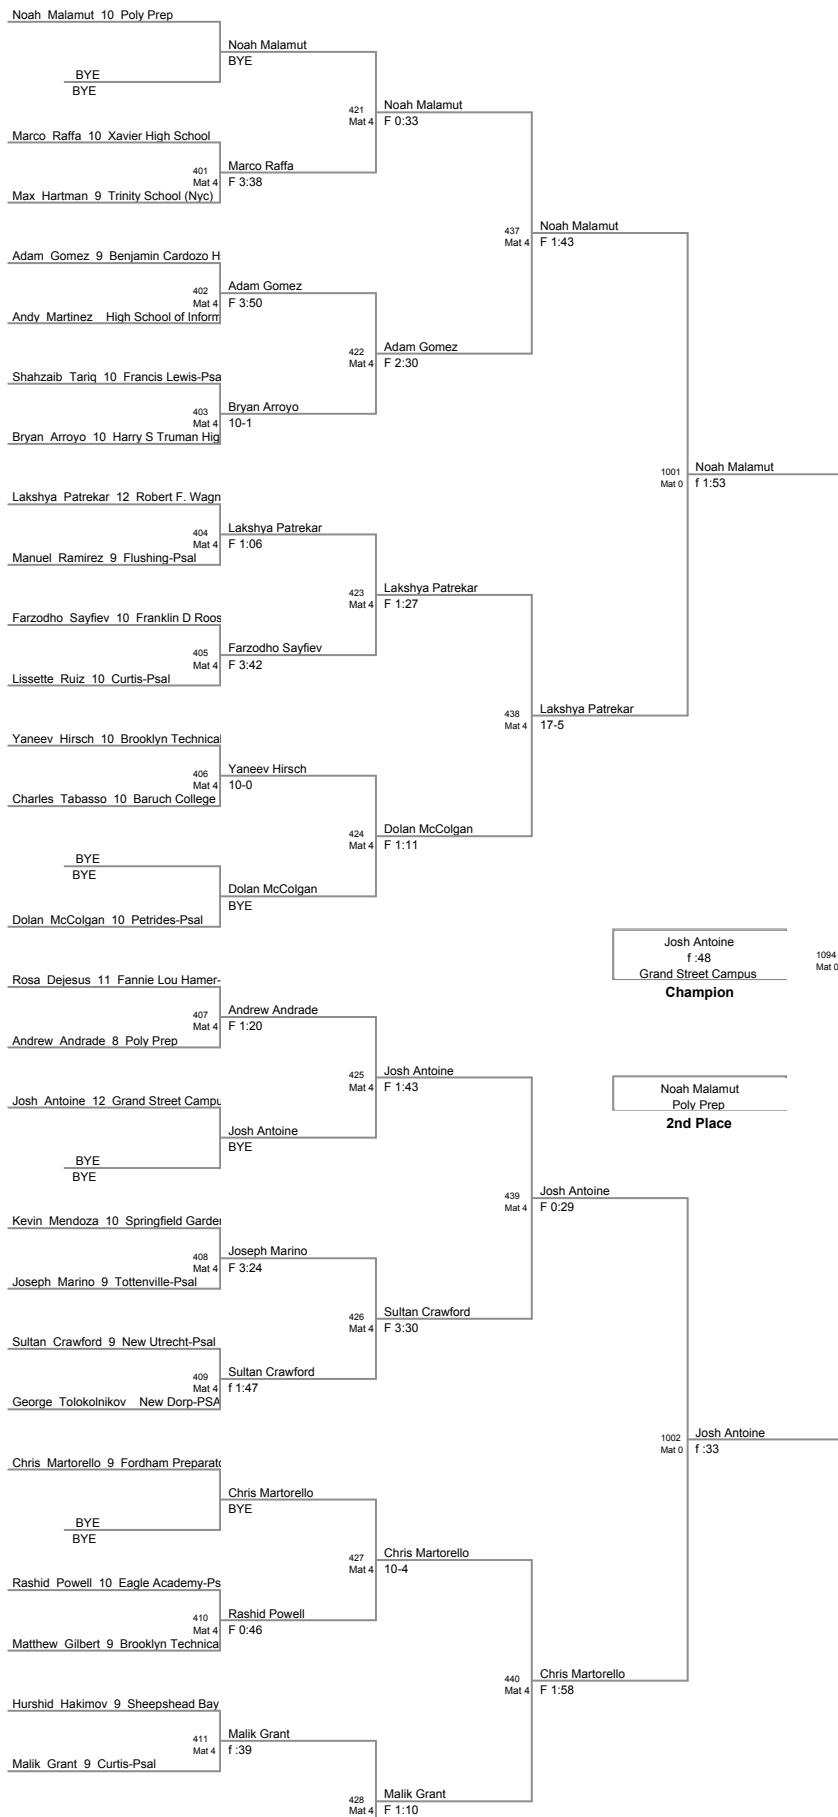 Noah Malamut 10 Poly Prep
Noah Malamut
BYE
BYE
BYE
421
Mat 4
Noah Malamut
F 0:33
Marco Raffa 10 Xavier High School
401
Mat 4
Marco Raffa
F 3:38
Max Hartman 9 Trinity School (Nyc)
437
Mat 4
Noah Malamut
F 1:43
Adam Gomez 9 Benjamin Cardozo H
402
Mat 4
Adam Gomez
F 3:50
Andy Martinez High School of Inform
422
Mat 4
Adam Gomez
F 2:30
Shahzaib Tariq 10 Francis Lewis-Psa
403
Mat 4
Bryan Arroyo
10-1
Bryan Arroyo 10 Harry S Truman Hig
1001
Mat 0
Noah Malamut
f 1:53
Lakshya Patrekar 12 Robert F. Wagn
404
Mat 4
Lakshya Patrekar
F 1:06
Manuel Ramirez 9 Flushing-Psal
423
Mat 4
Lakshya Patrekar
F 1:27
Farzodho Sayfiev 10 Franklin D Roos
405
Mat 4
Farzodho Sayfiev
F 3:42
Lissette Ruiz 10 Curtis-Psal
438
Mat 4
Lakshya Patrekar
17-5
Yaneev Hirsch 10 Brooklyn Technical
406
Mat 4
Yaneev Hirsch
10-0
Charles Tabasso 10 Baruch College
424
Mat 4
Dolan McColgan
F 1:11
BYE
BYE
Dolan McColgan
BYE
Dolan McColgan 10 Petrides-Psal
Josh Antoine
f :48
Grand Street Campus
Champion
1094
Mat 0
Rosa Dejesus 11 Fannie Lou Hamer-
407
Mat 4
Andrew Andrade
F 1:20
Andrew Andrade 8 Poly Prep
425
Mat 4
Josh Antoine
F 1:43
Noah Malamut
Poly Prep
2nd Place
Josh Antoine 12 Grand Street Campu
Josh Antoine
BYE
BYE
BYE
439
Mat 4
Josh Antoine
F 0:29
Kevin Mendoza 10 Springfield Garden
408
Mat 4
Joseph Marino
F 3:24
Joseph Marino 9 Tottenville-Psal
426
Mat 4
Sultan Crawford
F 3:30
Sultan Crawford 9 New Utrecht-Psal
409
Mat 4
Sultan Crawford
f 1:47
George Tolokolnikov New Dorp-PSA
1002
Mat 0
Josh Antoine
f :33
Chris Martorello 9 Fordham Preparato
Chris Martorello
BYE
BYE
BYE
427
Mat 4
Chris Martorello
10-4
Rashid Powell 10 Eagle Academy-Ps
410
Mat 4
Rashid Powell
F 0:46
Matthew Gilbert 9 Brooklyn Technica
440
Mat 4
Chris Martorello
F 1:58
Hurshid Hakimov 9 Sheepshead Bay
411
Mat 4
Malik Grant
f :39
Malik Grant 9 Curtis-Psal
428
Mat 4
Malik Grant
F 1:10